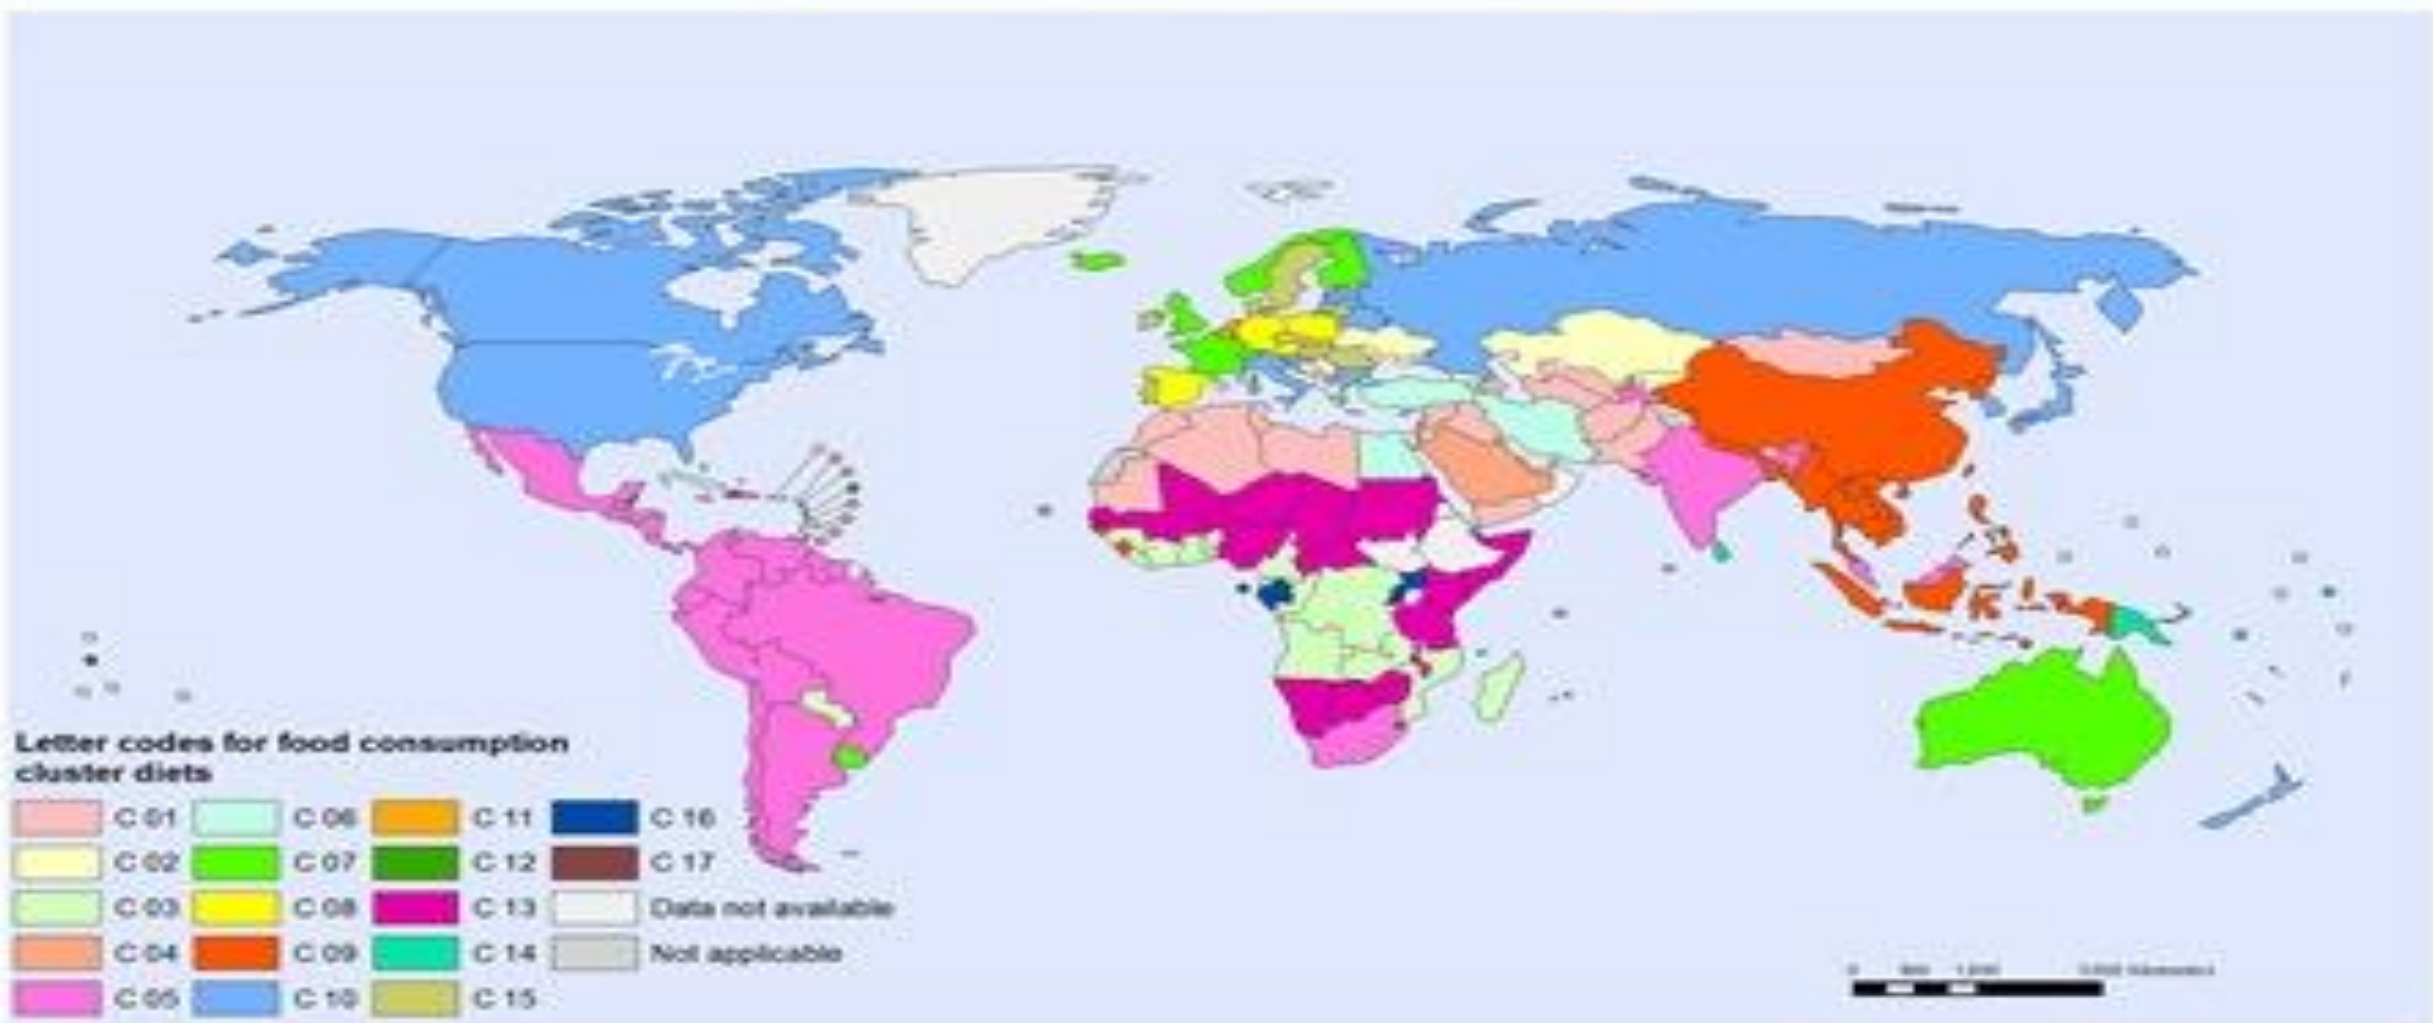 Letter codes for food consumption
cluster diets
C 01 C 06 C 11 C 16
C 02 C 07 C 12 C 17
C 03 C 08 C 13 Data not available
C 04 C 09 C 14 Not applicable
C 05 C 10 C 15